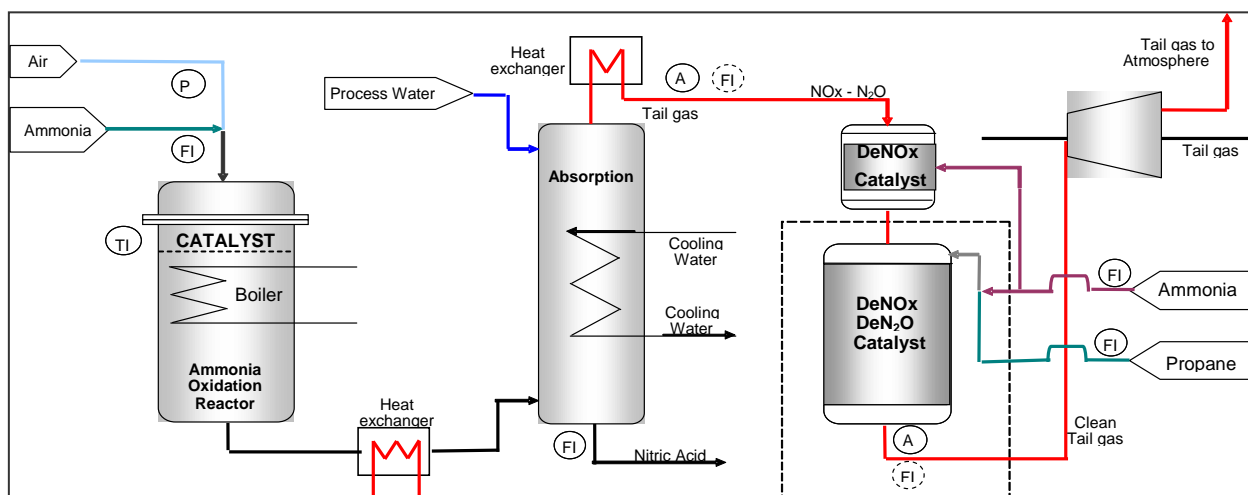 Air
P
Ammonia
FI
TI
CATALYST
Boiler
Ammonia
Oxidation
Reactor
Heat
exchanger
Process Water
Heat
exchanger
A
FI
Tail gas
NOx - N₂O
Absorption
Cooling
Water
Cooling
Water
FI
Nitric Acid
DeNOx
Catalyst
DeNOx
DeN₂O
Catalyst
A
FI
Tail gas to
Atmosphere
Tail gas
FI
Ammonia
FI
Propane
Clean
Tail gas